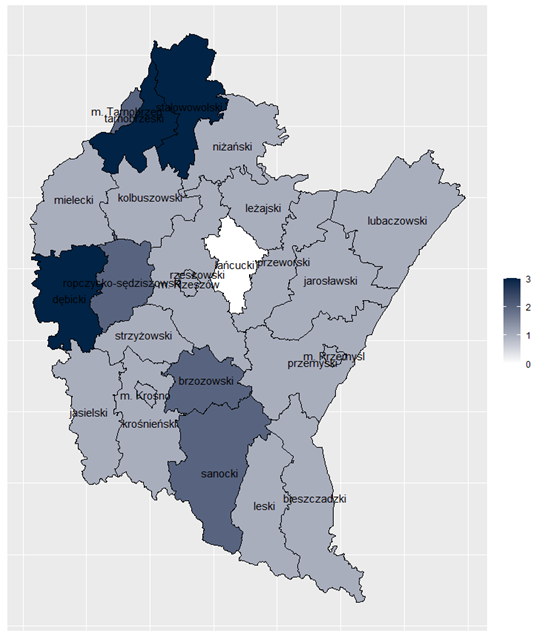 stalowowolski
m. Tarnobrzeg
tarnobrzeski
niżański
mielecki
kolbuszowski
leżajski
lubaczowski
łańcucki
przeworski
rzeszowski
ropczycko-sędziszowski
m. Rzeszów
jarosławski
dębicki
strzyżowski
m. Przemyśl
przemyski
brzozowski
m. Krosno
jasielski
krośnieński
sanocki
bieszczadzki
leski
3
2
1
0